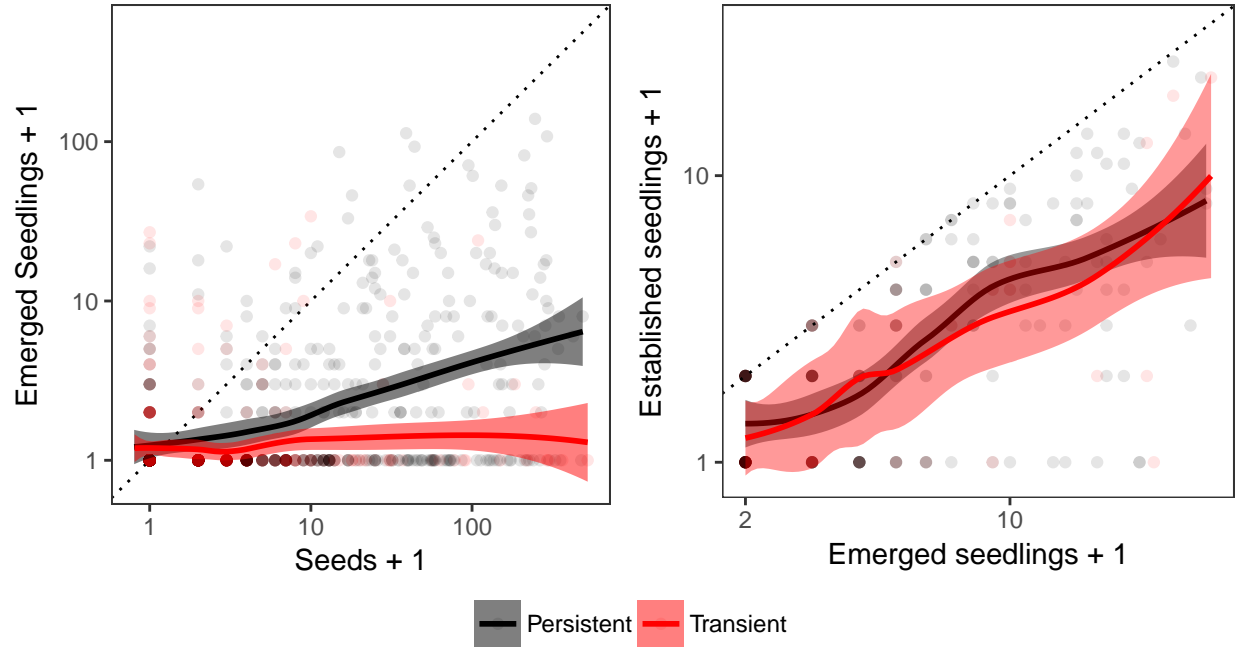 Emerged Seedlings + 1
100
10
1
1
10
100
Seeds + 1
Established seedlings + 1
10
1
2
10
Emerged seedlings + 1
Persistent
Transient